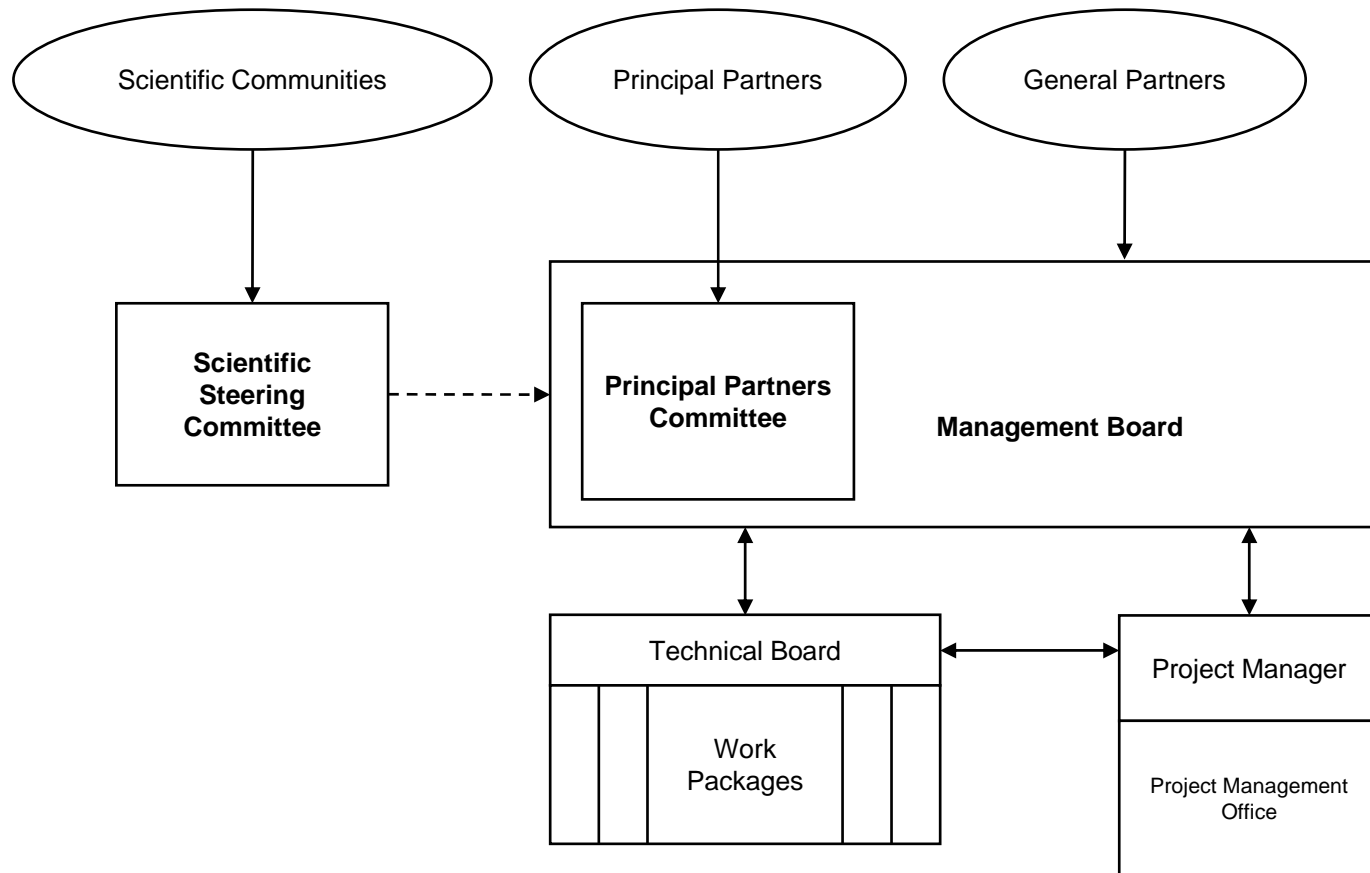 Scientific Communities
Principal Partners
General Partners
Scientific
Steering
Committee
Principal Partners
Committee
Management Board
Technical Board
Project Manager
Work
Packages
Project Management
Office